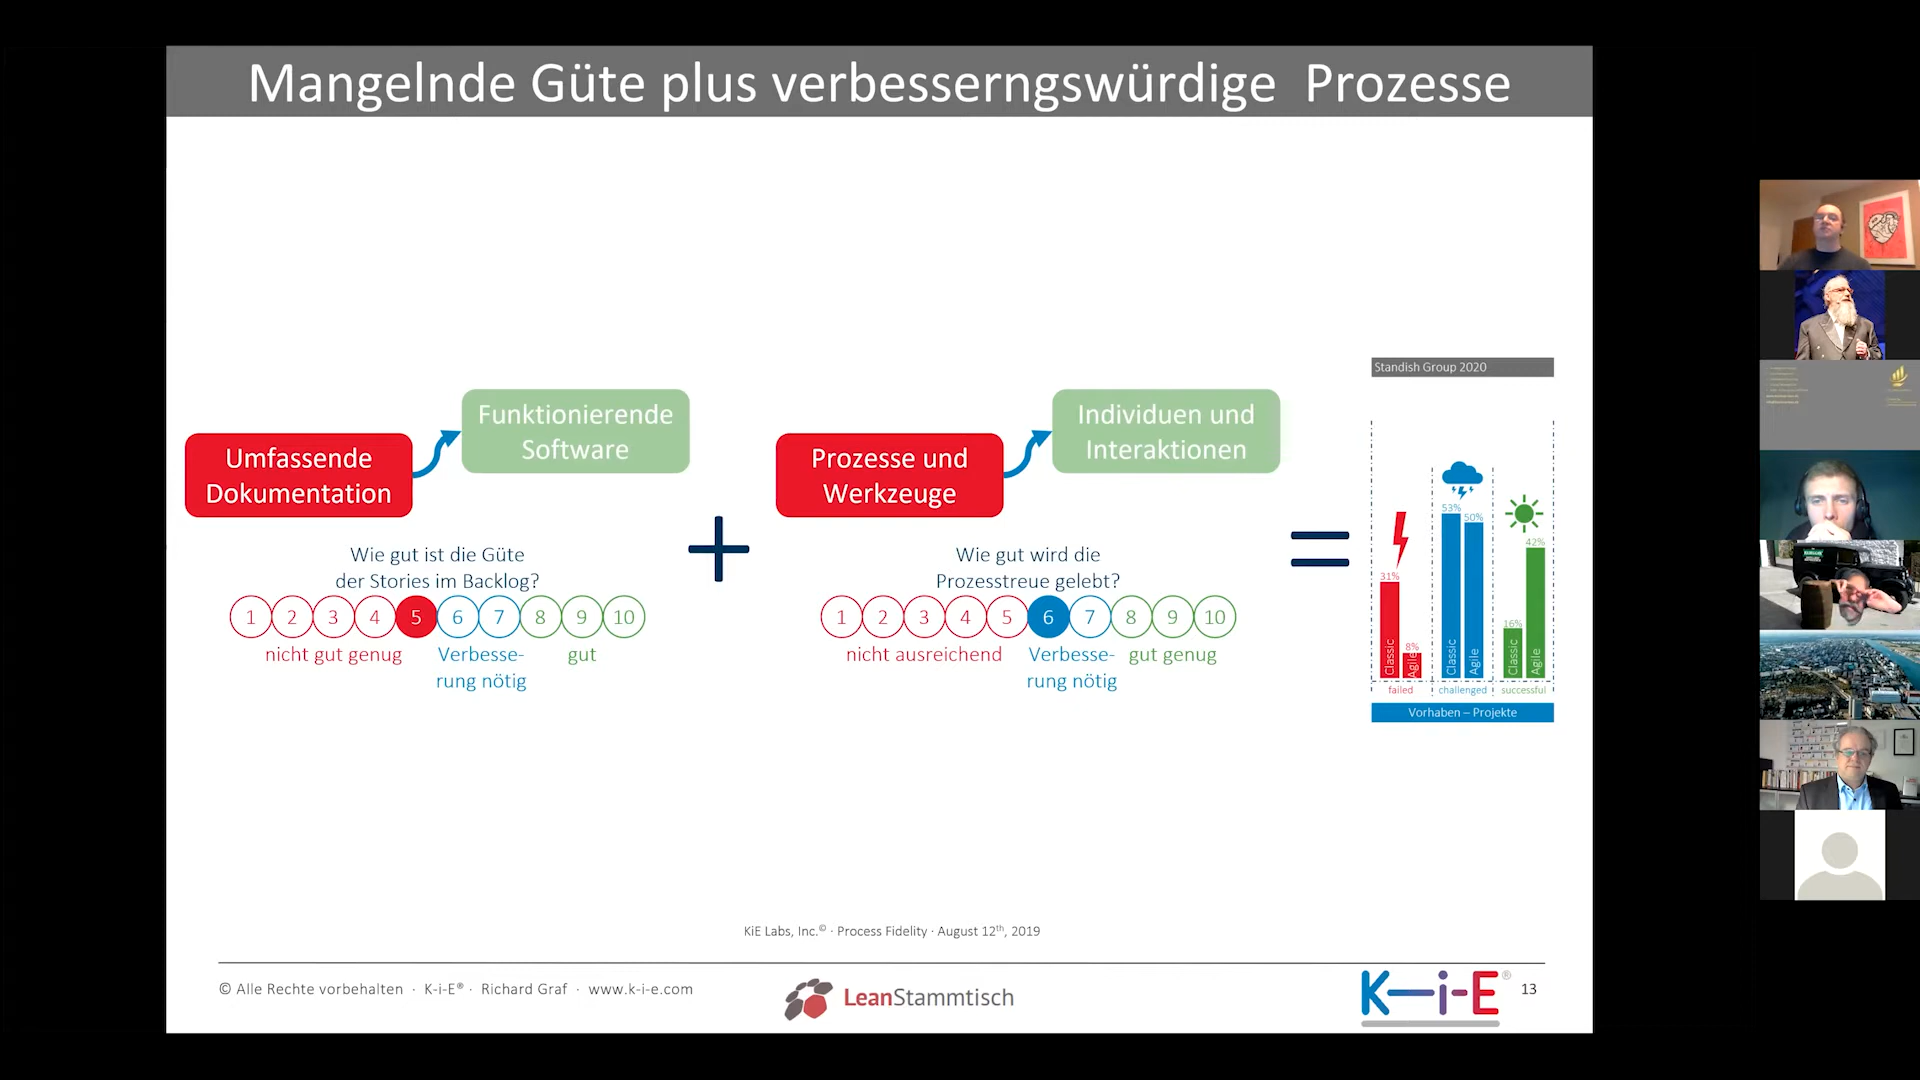 Mangelnde Güte plus verbesserngswürdige Prozesse
Umfassende
Dokumentation
Funktionierende
Software
Wie gut ist die Güte
der Stories im Backlog?
1 2 3 4 5 6 7 8 9 10
nicht gut genug
Verbesse-
rung nötig
gut
+
Prozesse und
Werkzeuge
Individuen und
Interaktionen
Wie gut wird die
Prozesstreue gelebt?
1 2 3 4 5 6 7 8 9 10
nicht ausreichend
Verbesse-
rung nötig
gut genug
=
Standish Group 2020
31%
8%
53%
50%
16%
42%
Classic
Agile
Classic
Agile
Classic
Agile
failed
challenged
successful
Vorhaben – Projekte
KiE Labs, Inc.© · Process Fidelity · August 12th, 2019
© Alle Rechte vorbehalten · K-i-E® · Richard Graf · www.k-i-e.com
LeanStammtisch
K-i-E®
13